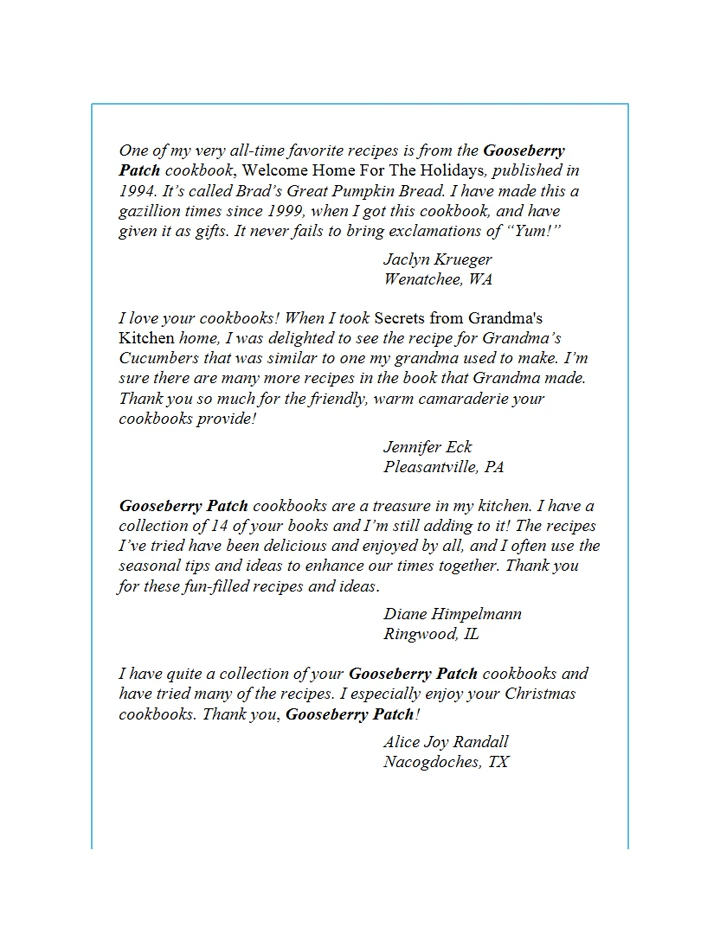 One of my very all-time favorite recipes is from the Gooseberry
Patch cookbook, Welcome Home For The Holidays, published in
1994. It’s called Brad’s Great Pumpkin Bread. I have made this a
gazillion times since 1999, when I got this cookbook, and have
given it as gifts. It never fails to bring exclamations of “Yum!”
Jaclyn Krueger
Wenatchee, WA
I love your cookbooks! When I took Secrets from Grandma's
Kitchen home, I was delighted to see the recipe for Grandma’s
Cucumbers that was similar to one my grandma used to make. I’m
sure there are many more recipes in the book that Grandma made.
Thank you so much for the friendly, warm camaraderie your
cookbooks provide!
Jennifer Eck
Pleasantville, PA
Gooseberry Patch cookbooks are a treasure in my kitchen. I have a
collection of 14 of your books and I’m still adding to it! The recipes
I’ve tried have been delicious and enjoyed by all, and I often use the
seasonal tips and ideas to enhance our times together. Thank you
for these fun-filled recipes and ideas.
Diane Himpelmann
Ringwood, IL
I have quite a collection of your Gooseberry Patch cookbooks and
have tried many of the recipes. I especially enjoy your Christmas
cookbooks. Thank you, Gooseberry Patch!
Alice Joy Randall
Nacogdoches, TX